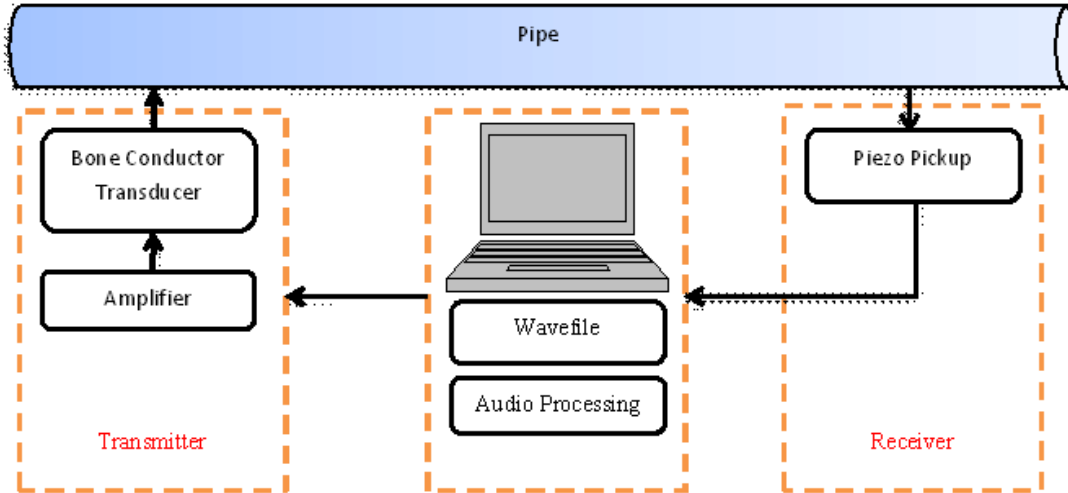 Pipe
Bone Conductor
Transducer
Amplifier
Transmitter
Wavefile
Audio Processing
Piezo Pickup
Receiver